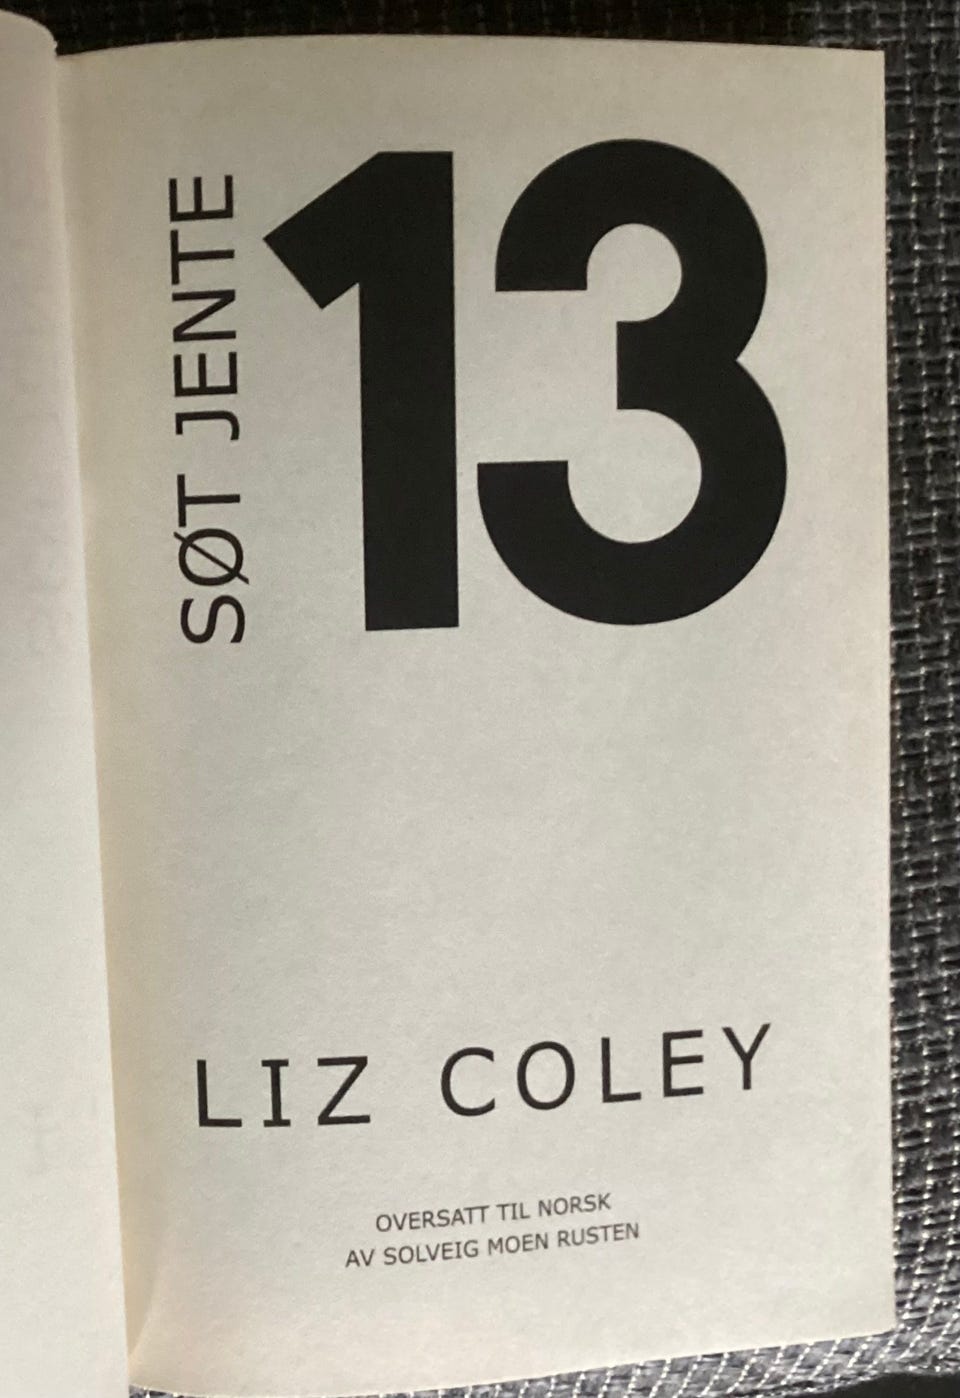 SØT JENTE
13
LIZ COLEY
OVERSATT TIL NORSK
AV SOLVEIG MOEN RUSTEN